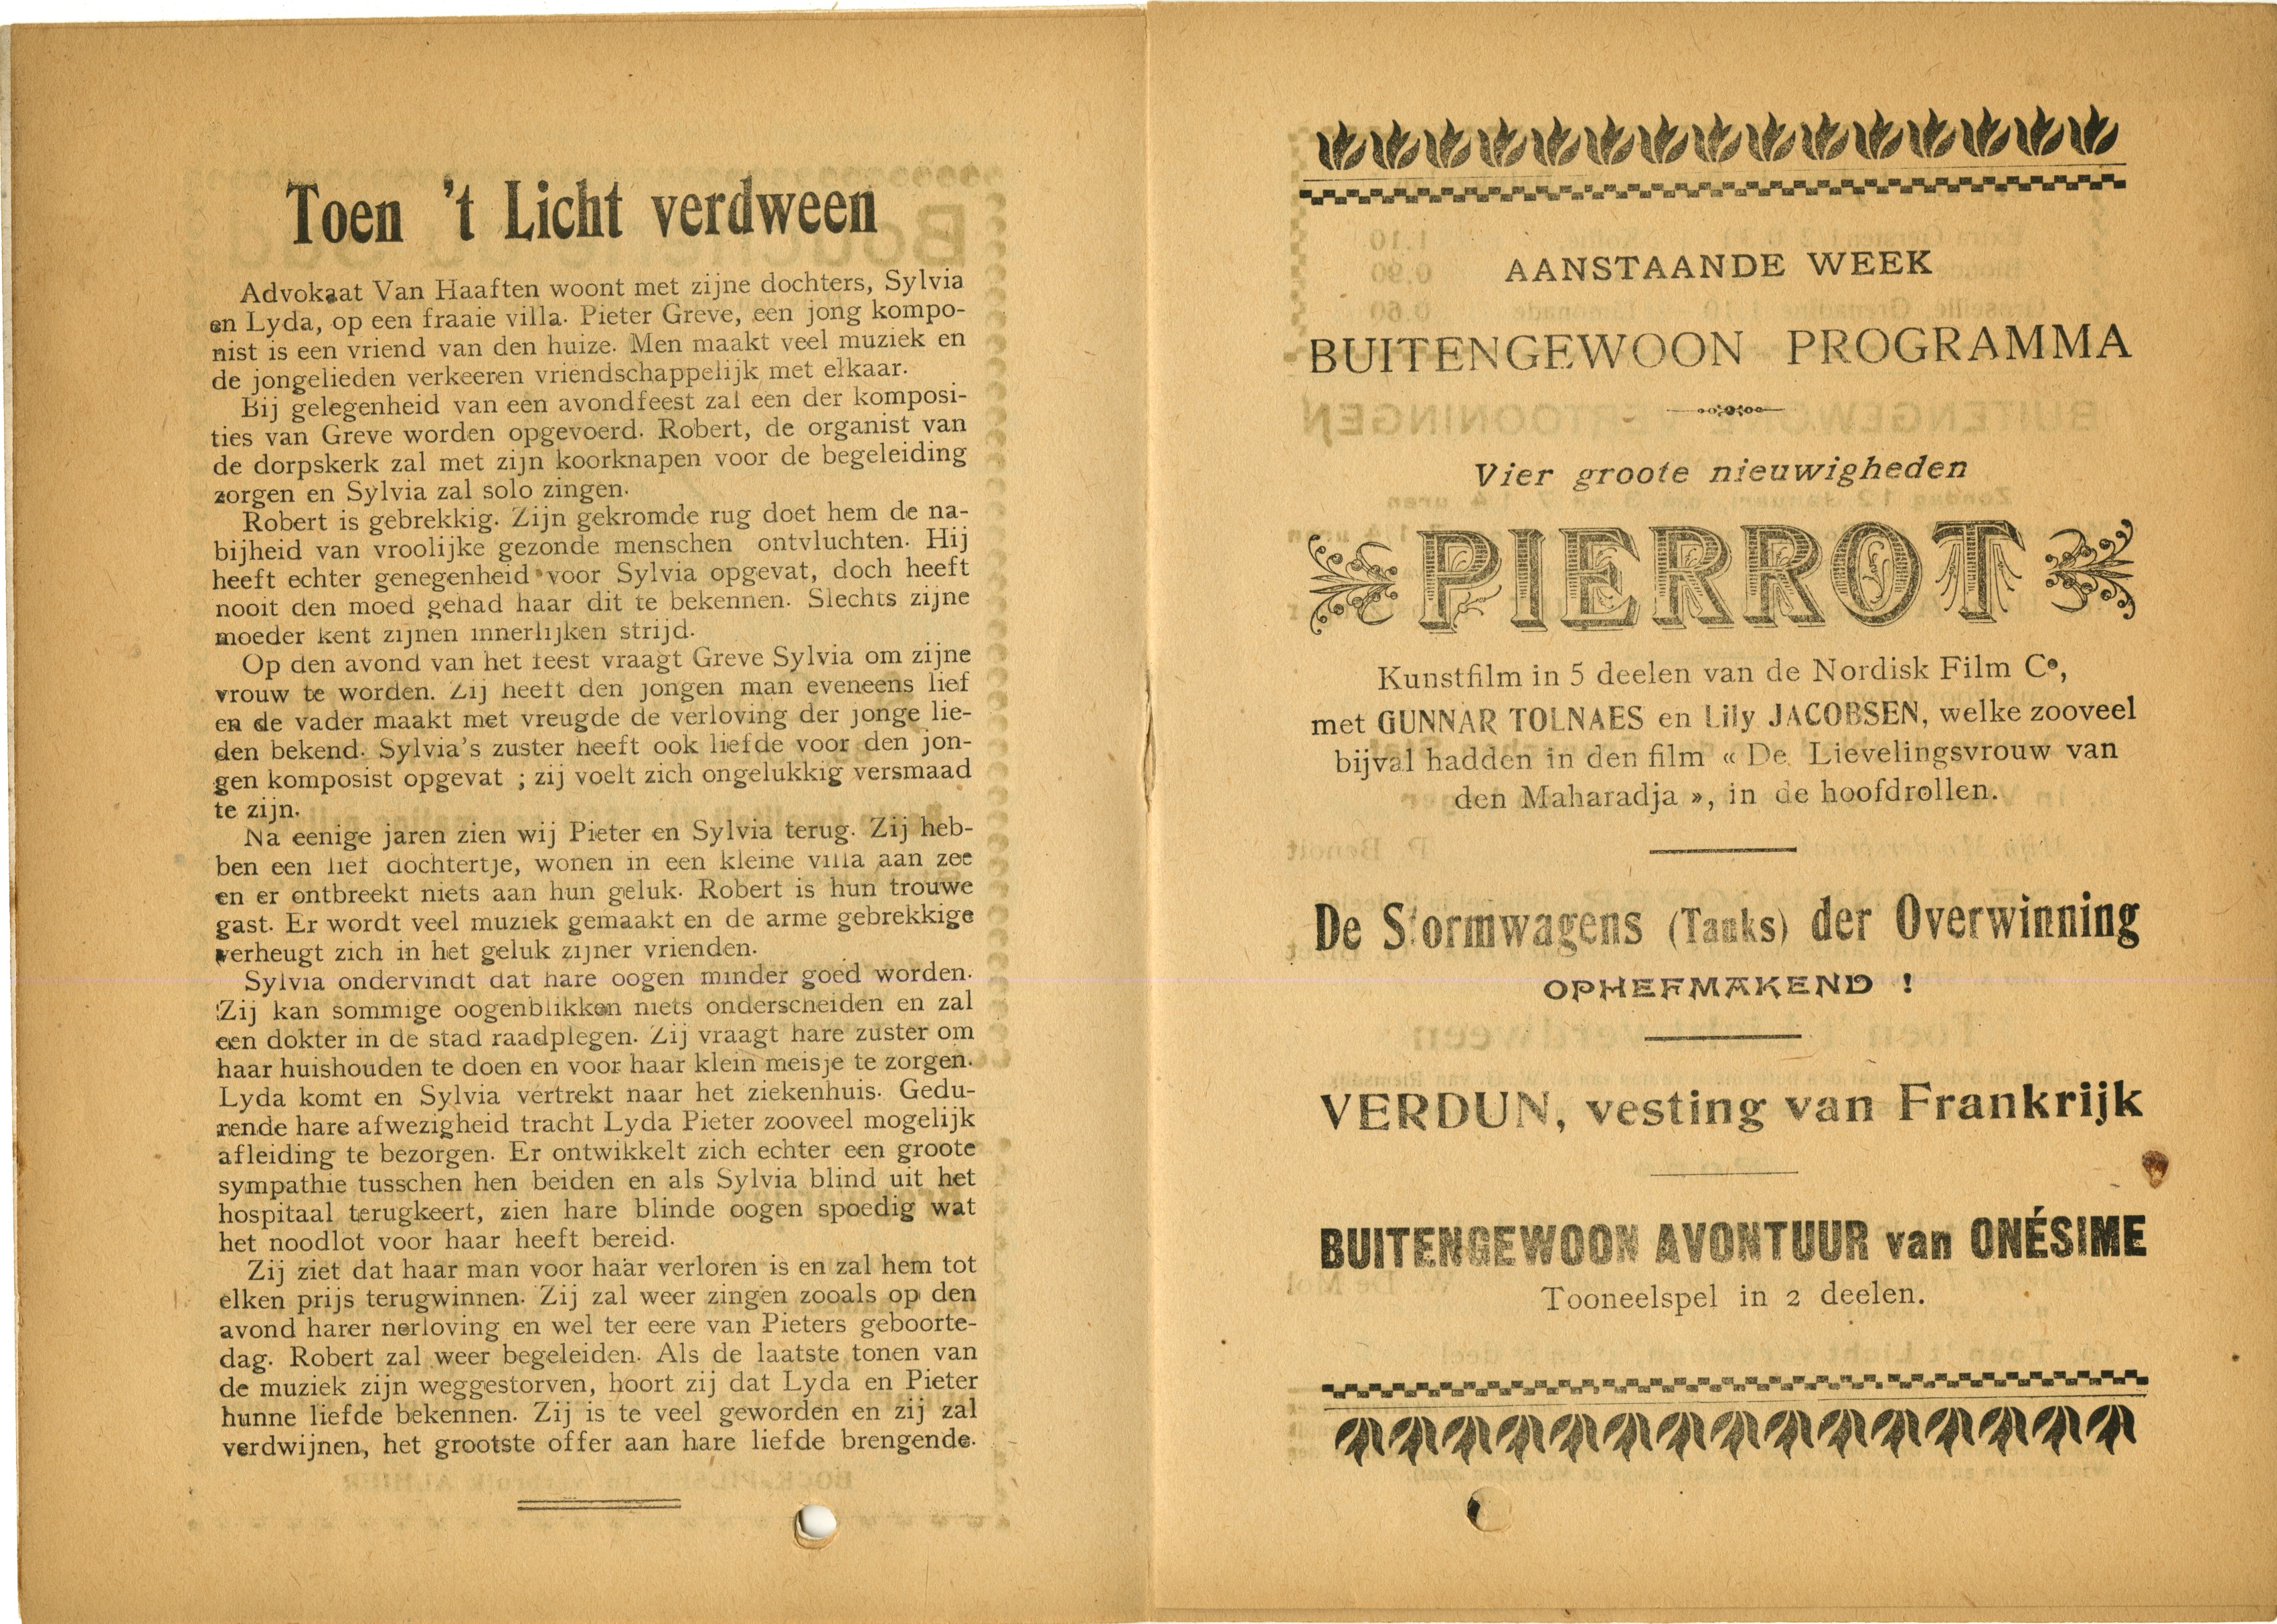 Toen 't Licht verdween
Advokaat Van Haaften woont met zijne dochters, Sylvia
en Lyda, op een fraaie villa. Pieter Greve, een jong kompo-
nist is een vriend van den huize. Men maakt veel muziek en
de jongelieden verkeeren vriendschappelijk met elkaar.
Bij gelegenheid van een avondfeest zal een der komposi-
ties van Greve worden opgevoerd. Robert, de organist van
de dorpskerk zal met zijn koorknapen voor de begeleiding
zorgen en Sylvia zal solo zingen.
Robert is gebrekkig. Zijn gekromde rug doet hem de na-
bijheid van vroolijke gezonde menschen ontvluchten. Hij
heeft echter genegenheid voor Sylvia opgevat, doch heeft
nooit den moed gehad haar dit te bekennen. Slechts zijne
moeder kent zijnen innerlijken strijd.
Op den avond van het feest vraagt Greve Sylvia om zijne
vrouw te worden. Zij heeft den jongen man eveneens lief
en de vader maakt met vreugde de verloving der jonge lie-
den bekend. Sylvia's zuster heeft ook liefde voor den jon-
gen komposist opgevat ; zij voelt zich ongelukkig versmaad
te zijn.
Na eenige jaren zien wij Pieter en Sylvia terug. Zij heb-
ben een lief dochtertje, wonen in een kleine villa aan zee
en er ontbreekt niets aan hun geluk. Robert is hun trouwe
gast. Er wordt veel muziek gemaakt en de arme gebrekkige
verheugt zich in het geluk zijner vrienden.
Sylvia ondervindt dat hare oogen minder goed worden.
Zij kan sommige oogenblikken niets onderscheiden en zal
een dokter in de stad raadplegen. Zij vraagt hare zuster om
haar huishouden te doen en voor haar klein meisje te zorgen.
Lyda komt en Sylvia vertrekt naar het ziekenhuis. Gedu-
rende hare afwezigheid tracht Lyda Pieter zooveel mogelijk
afleiding te bezorgen. Er ontwikkelt zich echter een groote
sympathie tusschen hen beiden en als Sylvia blind uit het
hospitaal terugkeert, zien hare blinde oogen spoedig wat
het noodlot voor haar heeft bereid.
Zij ziet dat haar man voor haar verloren is en zal hem tot
elken prijs terugwinnen. Zij zal weer zingen zooals op den
avond harer nerloving en wel ter eere van Pieters geboorte-
dag. Robert zal weer begeleiden. Als de laatste tonen van
de muziek zijn weggestorven, hoort zij dat Lyda en Pieter
hunne liefde bekennen. Zij is te veel geworden en zij zal
verdwijnen, het grootste offer aan hare liefde brengende.
AANSTAANDE WEEK
BUITENGEWOON PROGRAMMA
Vier groote nieuwigheden
PIERROT
Kunstfilm in 5 deelen van de Nordisk Film Co,
met GUNNAR TOLNAES en Lily JACOBSEN, welke zooveel
bijval hadden in den film « De Lievelingsvrouw van
den Maharadja », in de hoofdrollen.
De Stormwagens (Tanks) der Overwinning
OPHEFMAKEND !
VERDUN, vesting van Frankrijk
BUITENGEWOON AVONTUUR van ONÉSIME
Tooneelspel in 2 deelen.